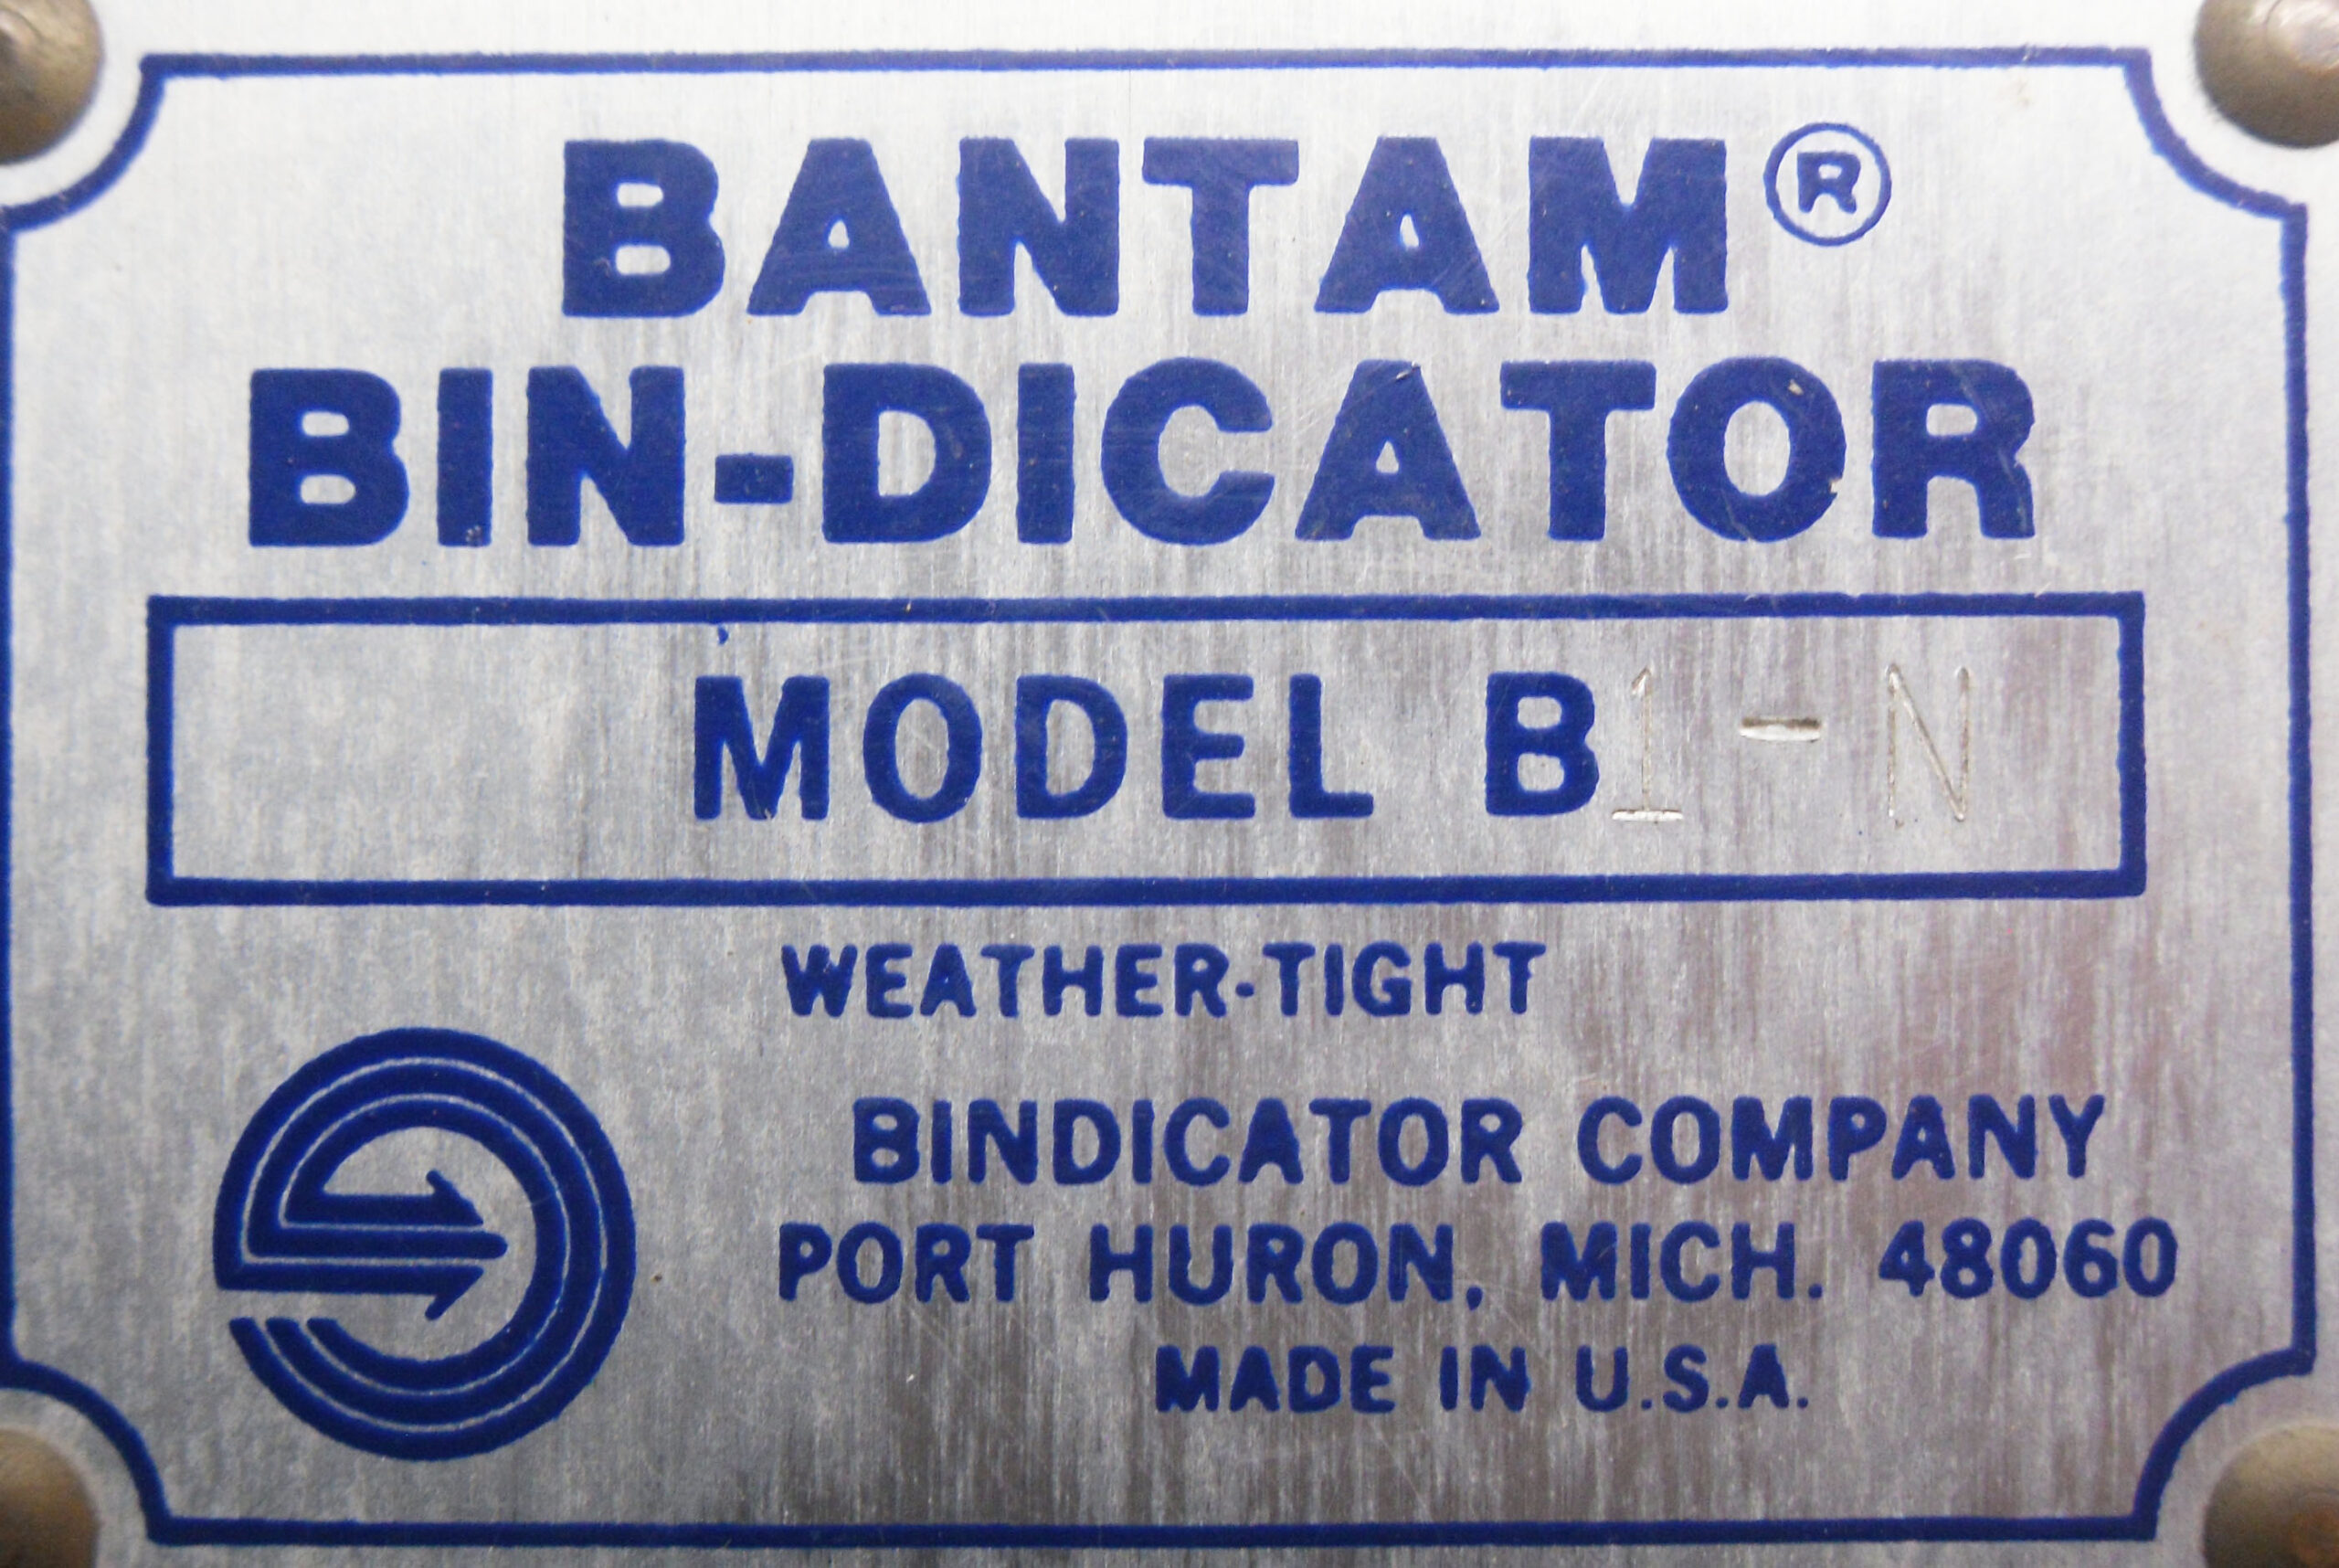 BANTAM®
BIN-DICATOR
MODEL B1-N
WEATHER-TIGHT
BINDICATOR COMPANY
PORT HURON, MICH. 48060
MADE IN U.S.A.